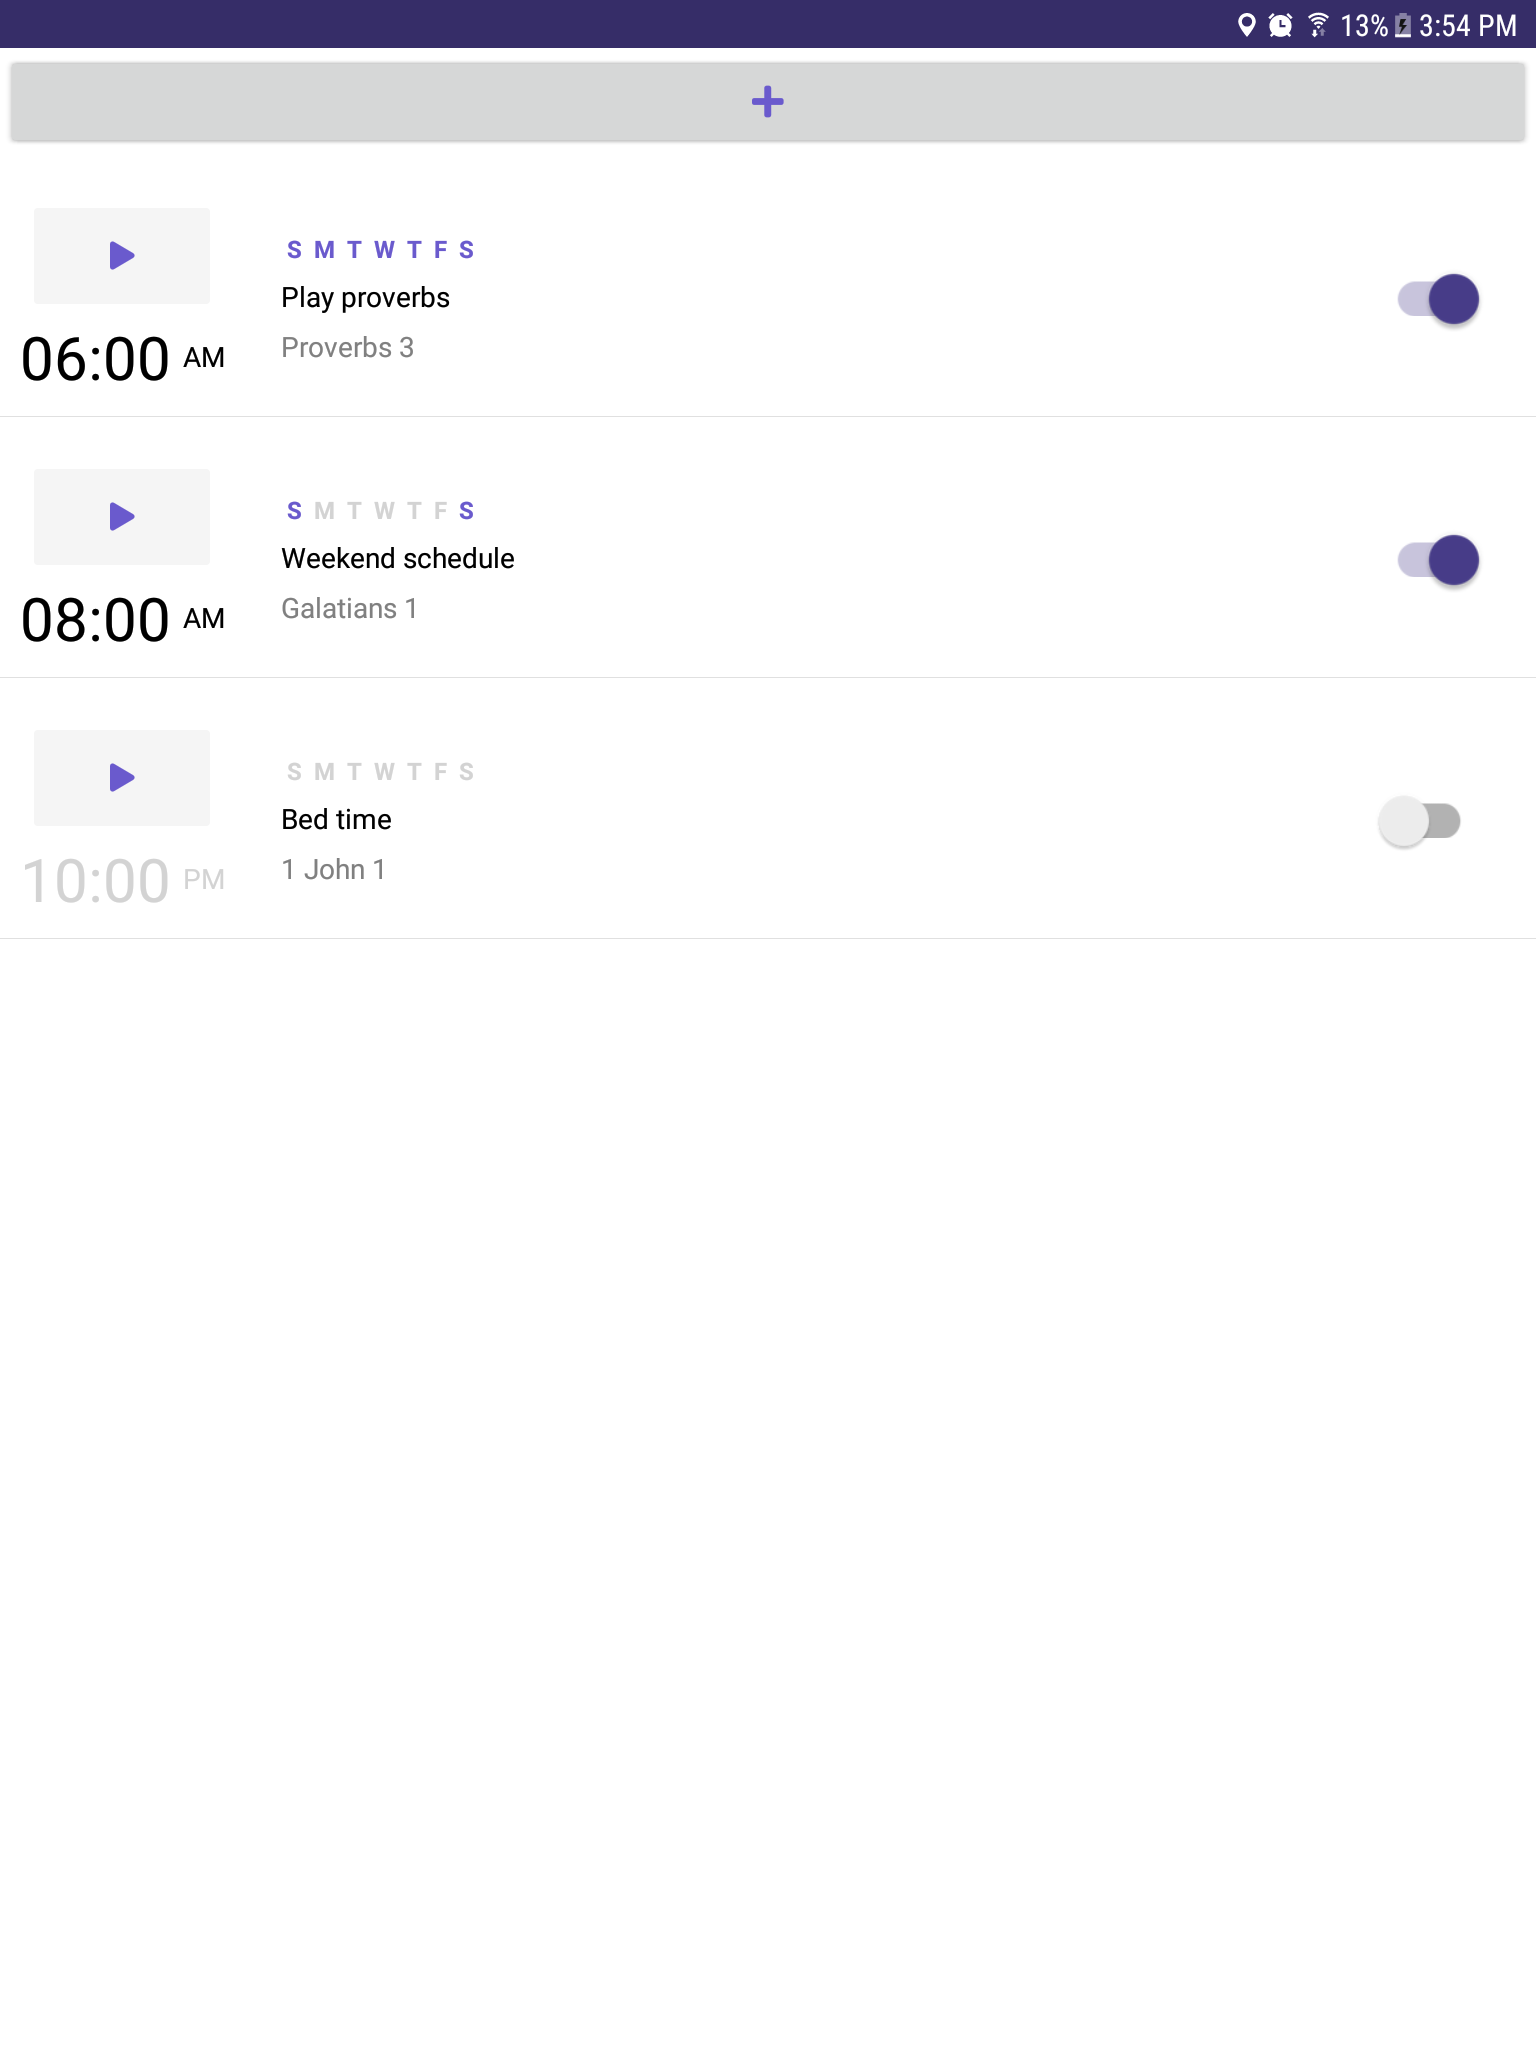 13% 3:54 PM
S M T W T F S
Play proverbs
Proverbs 3
06:00 AM
S M T W T F S
Weekend schedule
Galatians 1
08:00 AM
S M T W T F S
Bed time
1 John 1
10:00 PM